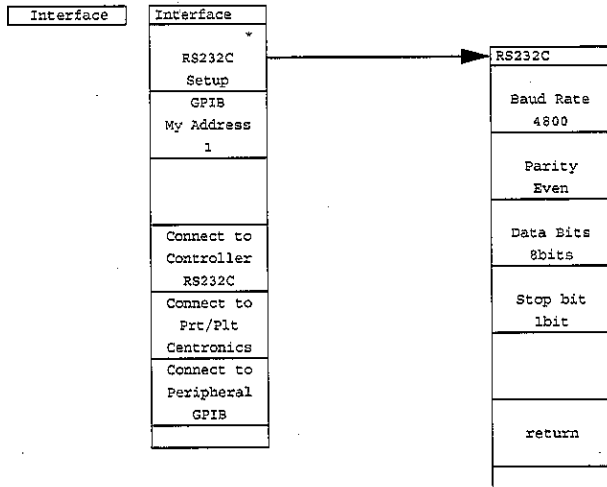 Interface
Interface
*
RS232C
Setup
GPIB
My Address
1
Connect to
Controller
RS232C
Connect to
Prt/Plt
Centronics
Connect to
Peripheral
GPIB
RS232C
Baud Rate
4800
Parity
Even
Data Bits
8bits
Stop bit
1bit
return